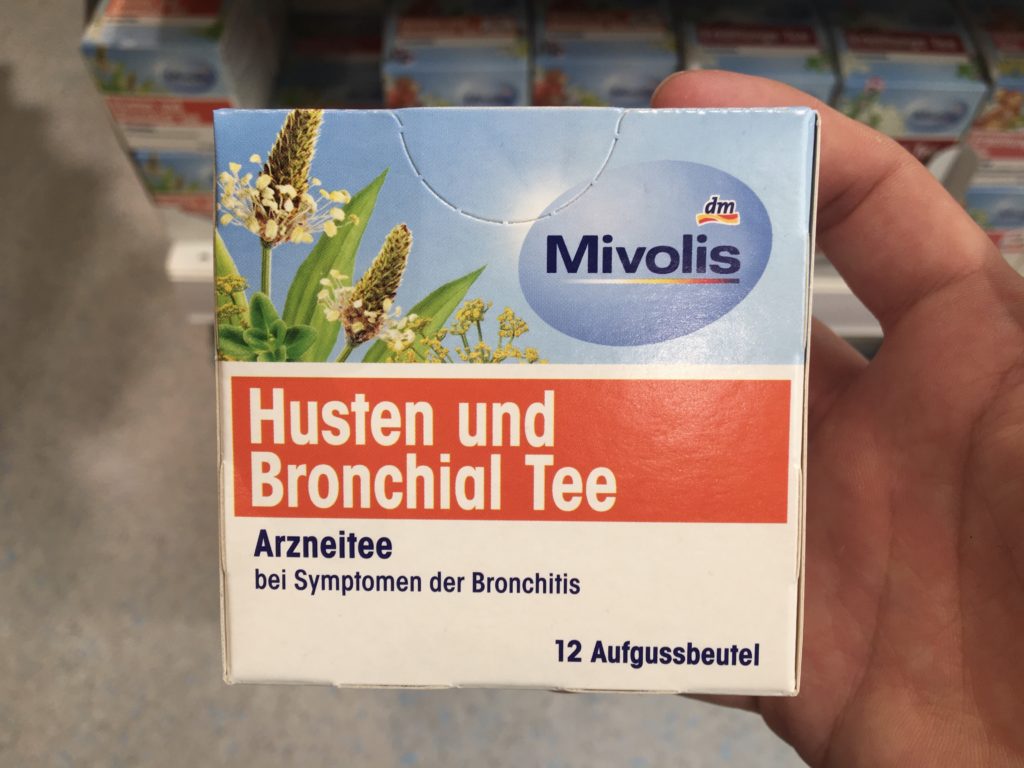 dm
Mivolis
Husten und
Bronchial Tee
Arzneitee
bei Symptomen der Bronchitis
12 Aufgussbeutel